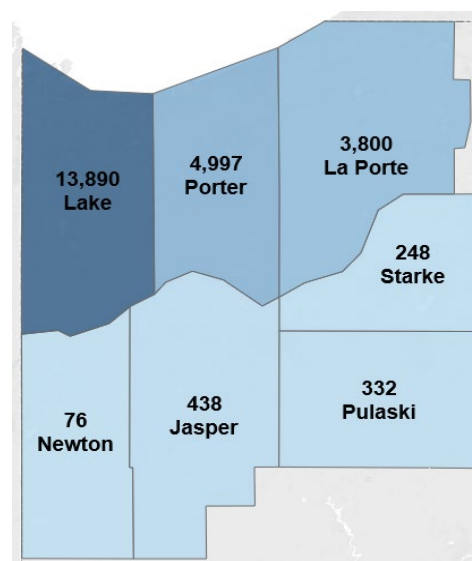 13,890
Lake
4,997
Porter
3,800
La Porte
248
Starke
76
Newton
438
Jasper
332
Pulaski